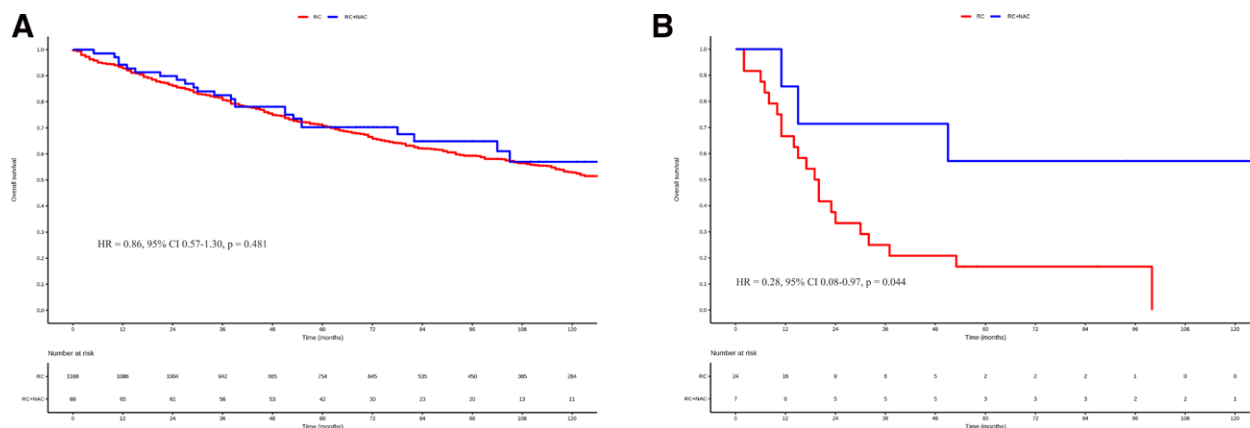 A
RC RC+NAC
Overall survival
1.0
0.9
0.8
0.7
0.6
0.5
0.4
0.3
0.2
0.1
0.0
HR = 0.86, 95% CI 0.57-1.30, p = 0.481
0 12 24 36 48 60 72 84 96 108 120
Time (months)
Number at risk
RC 1168 1086 1004 942 865 754 645 535 450 365 284
RC+NAC 69 65 61 56 53 42 30 23 20 13 11
0 12 24 36 48 60 72 84 96 108 120
Time (months)
B
RC RC+NAC
Overall survival
1.0
0.9
0.8
0.7
0.6
0.5
0.4
0.3
0.2
0.1
0.0
HR = 0.28, 95% CI 0.08-0.97, p = 0.044
0 12 24 36 48 60 72 84 96 108 120
Time (months)
Number at risk
RC 24 16 9 6 5 2 2 2 1 0 0
RC+NAC 7 6 5 5 5 3 3 3 2 2 1
0 12 24 36 48 60 72 84 96 108 120
Time (months)